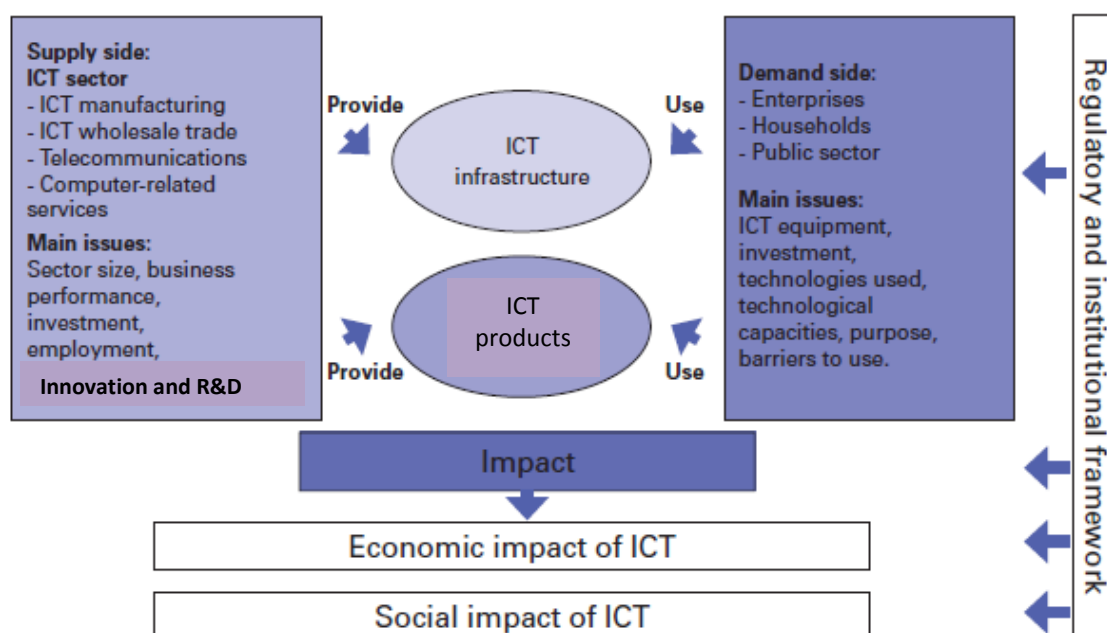 Supply side:
ICT sector
- ICT manufacturing
- ICT wholesale trade
- Telecommunications
- Computer-related
services
Main issues:
Sector size, business
performance,
investment,
employment,
Innovation and R&D
Provide
ICT
infrastructure
Use
ICT
products
Provide
Use
Demand side:
- Enterprises
- Households
- Public sector
Main issues:
ICT equipment,
investment,
technologies used,
technological
capacities, purpose,
barriers to use.
Regulatory and institutional framework
Impact
Economic impact of ICT
Social impact of ICT